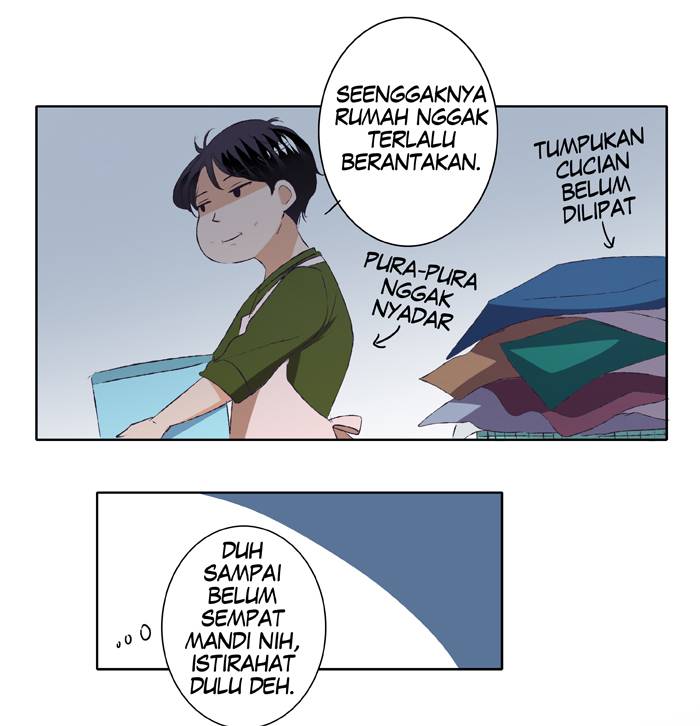 SEENGGAKNYA
RUMAH NGGAK
TERLALU
BERANTAKAN.
TUMPUKAN
CUCIAN
BELUM
DILIPAT
PURA-PURA
NGGAK
NYADAR
DUH
SAMPAI
BELUM
SEMPAT
MANDI NIH,
ISTIRAHAT
DULU DEH.